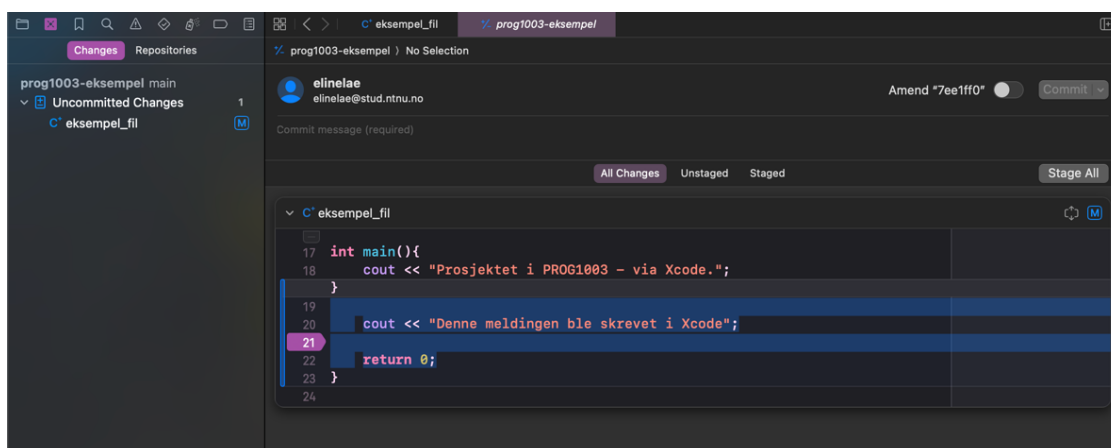 eksempel_fil
prog1003-eksempel
Changes
Repositories
prog1003-eksempel
No Selection
prog1003-eksempel main
Uncommitted Changes
1
eksempel_fil
M
elinelae
elinelae@stud.ntnu.no
Amend "7ee1ff0"
Commit
Commit message (required)
All Changes
Unstaged
Staged
Stage All
eksempel_fil
M
17 int main(){
18 cout << "Prosjektet i PROG1003 – via Xcode.";
}
19
20 cout << "Denne meldingen ble skrevet i Xcode";
21
22 return 0;
23 }
24